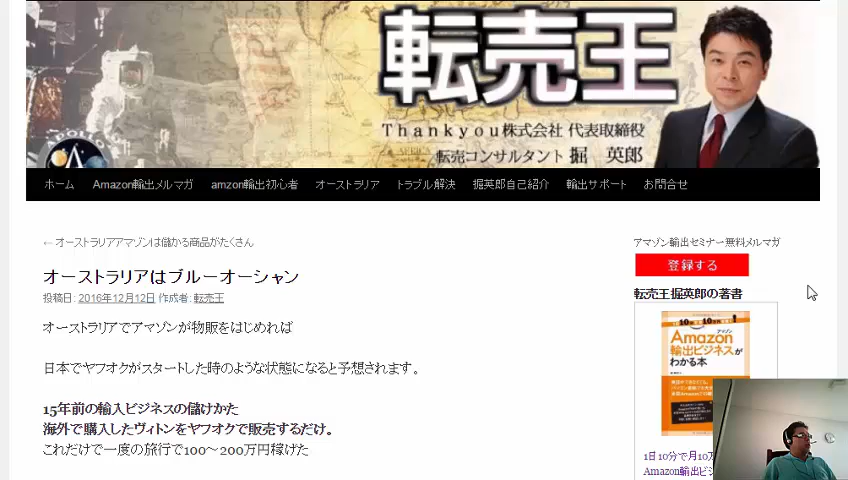 転売王
Thankyou株式会社 代表取締役
転売コンサルタント 掘 英郎
APOLLO
ホーム Amazon輸出メルマガ amzon輸出初心者 オーストラリア トラブル解決 掘英郎自己紹介 輸出サポート お問合せ
← オーストラリアアマゾンは儲かる商品がたくさん
アマゾン輸出セミナー無料メルマガ
登録する
オーストラリアはブルーオーシャン
投稿日: 2016年12月12日 作成者: 転売王
転売王掘英郎の著書
オーストラリアでアマゾンが物販をはじめれば
日本でヤフオクがスタートした時のような状態になると予想されます。
15年前の輸入ビジネスの儲けかた
海外で購入したヴィトンをヤフオクで販売するだけ。
これだけで一度の旅行で100～200万円稼げた
アマゾン
Amazon
輸出ビジネスが
わかる本
1日10分で月10万
Amazon輸出ビジ